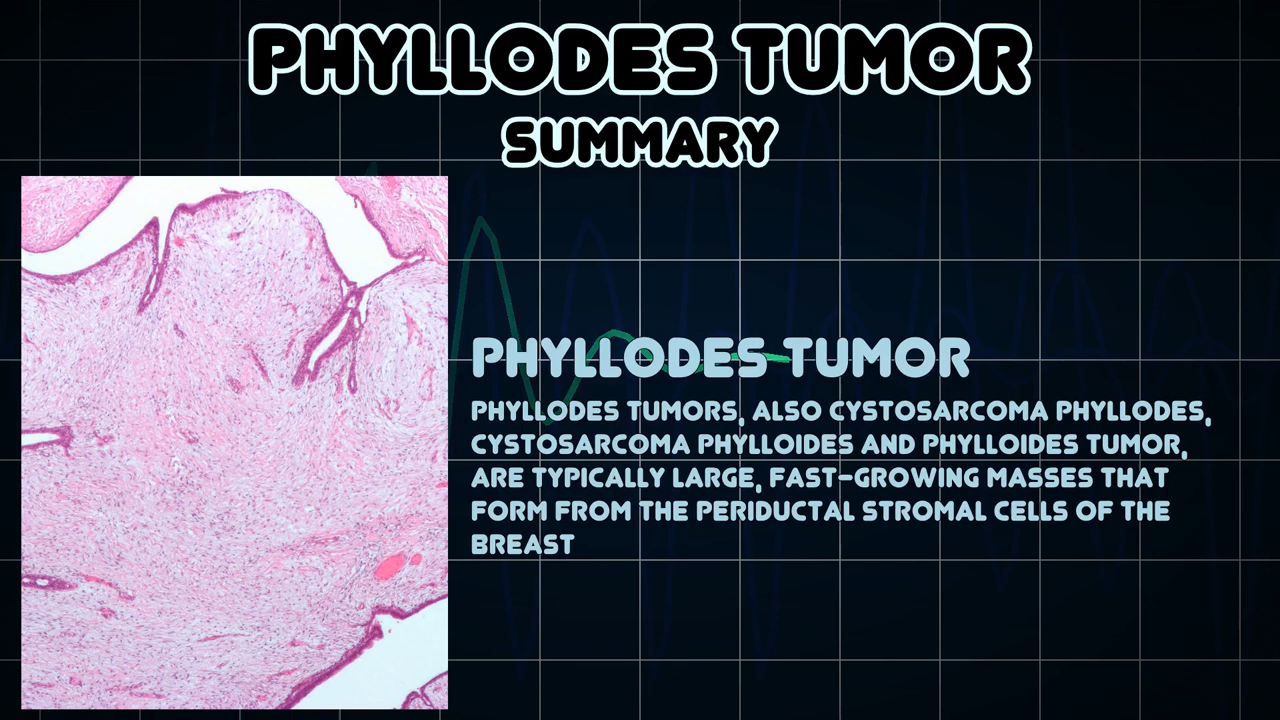 PHYLLODES TUMOR
SUMMARY
PHYLLODES TUMOR
PHYLLODES TUMORS, ALSO CYSTOSARCOMA PHYLLODES,
CYSTOSARCOMA PHYLLOIDES AND PHYLLOIDES TUMOR,
ARE TYPICALLY LARGE, FAST-GROWING MASSES THAT
FORM FROM THE PERIDUCTAL STROMAL CELLS OF THE
BREAST